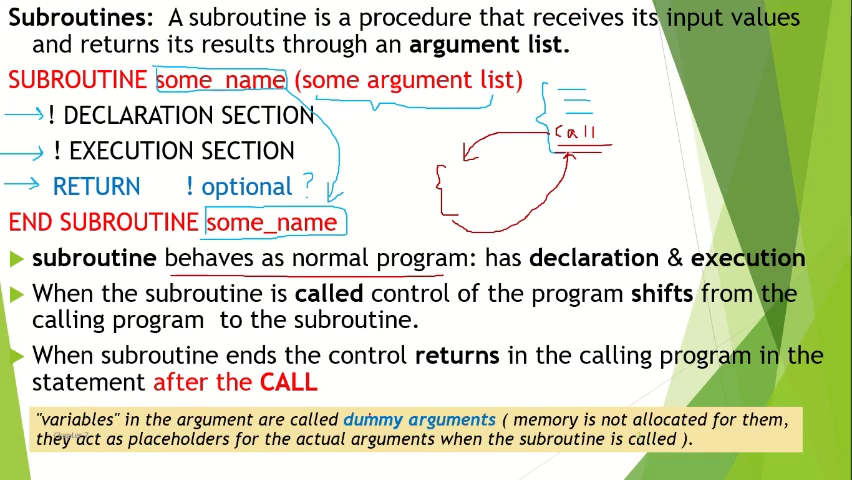 Subroutines: A subroutine is a procedure that receives its input values
and returns its results through an argument list.
SUBROUTINE some_name (some argument list)
! DECLARATION SECTION
call
! EXECUTION SECTION
RETURN ! optional ?
END SUBROUTINE some_name
subroutine behaves as normal program: has declaration & execution
When the subroutine is called control of the program shifts from the
calling program to the subroutine.
When subroutine ends the control returns in the calling program in the
statement after the CALL
"variables" in the argument are called dummy arguments ( memory is not allocated for them,
they act as placeholders for the actual arguments when the subroutine is called ).